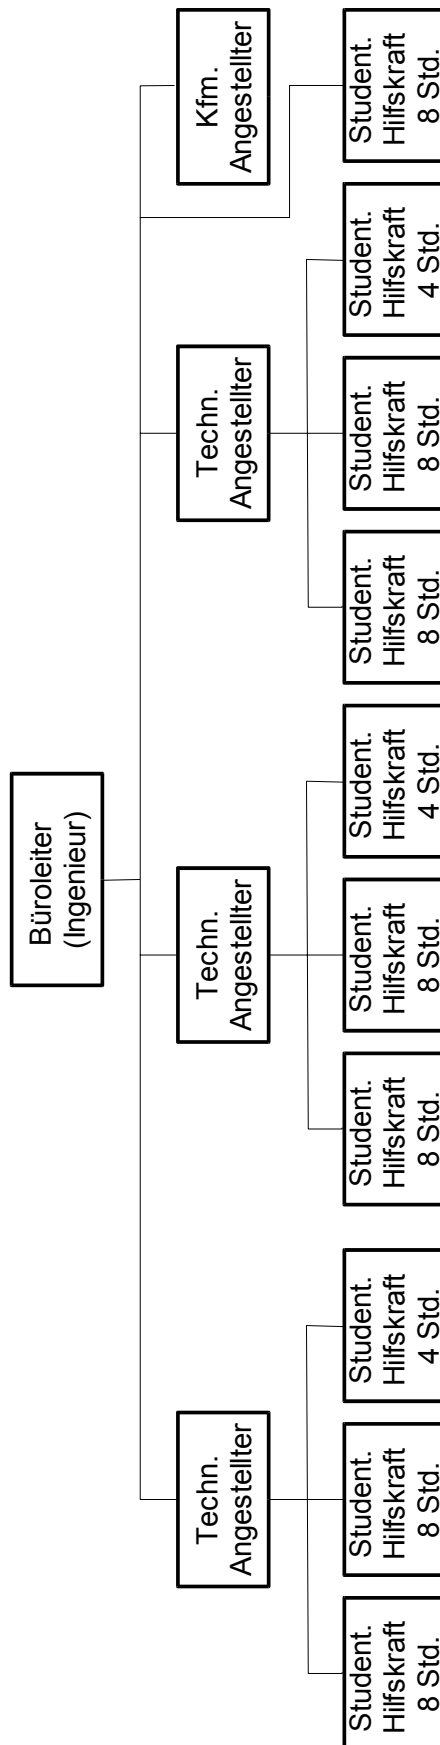 Büroleiter
(Ingenieur)
Techn.
Angestellter
Techn.
Angestellter
Techn.
Angestellter
Kfm.
Angestellter
Student.
Hilfskraft
8 Std.
Student.
Hilfskraft
8 Std.
Student.
Hilfskraft
4 Std.
Student.
Hilfskraft
8 Std.
Student.
Hilfskraft
8 Std.
Student.
Hilfskraft
4 Std.
Student.
Hilfskraft
8 Std.
Student.
Hilfskraft
8 Std.
Student.
Hilfskraft
4 Std.
Student.
Hilfskraft
8 Std.